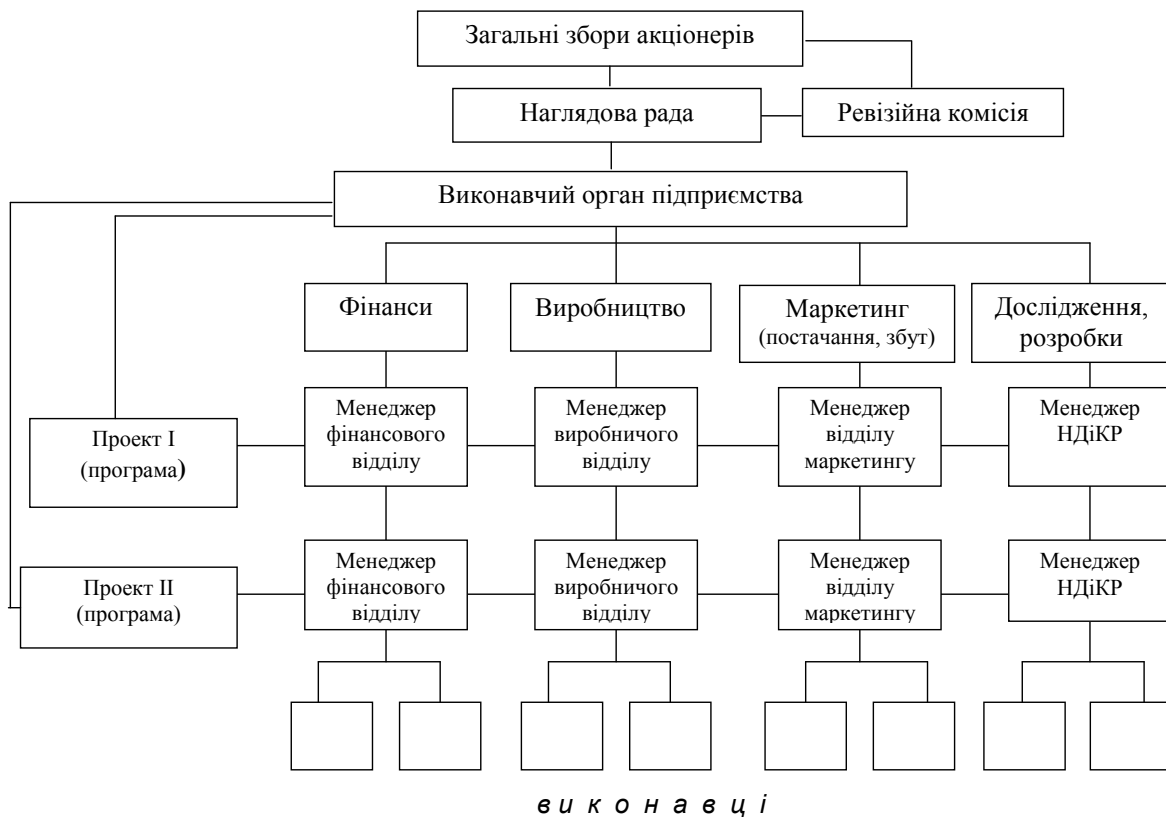 Загальні збори акціонерів
Наглядова рада
Ревізійна комісія
Виконавчий орган підприємства
Фінанси
Виробництво
Маркетинг
(постачання, збут)
Дослідження,
розробки
Проект І
(програма)
Менеджер
фінансового
відділу
Менеджер
виробничого
відділу
Менеджер
відділу
маркетингу
Менеджер
НДіКР
Проект ІІ
(програма)
Менеджер
фінансового
відділу
Менеджер
виробничого
відділу
Менеджер
відділу
маркетингу
Менеджер
НДіКР
в и к о н а в ц і